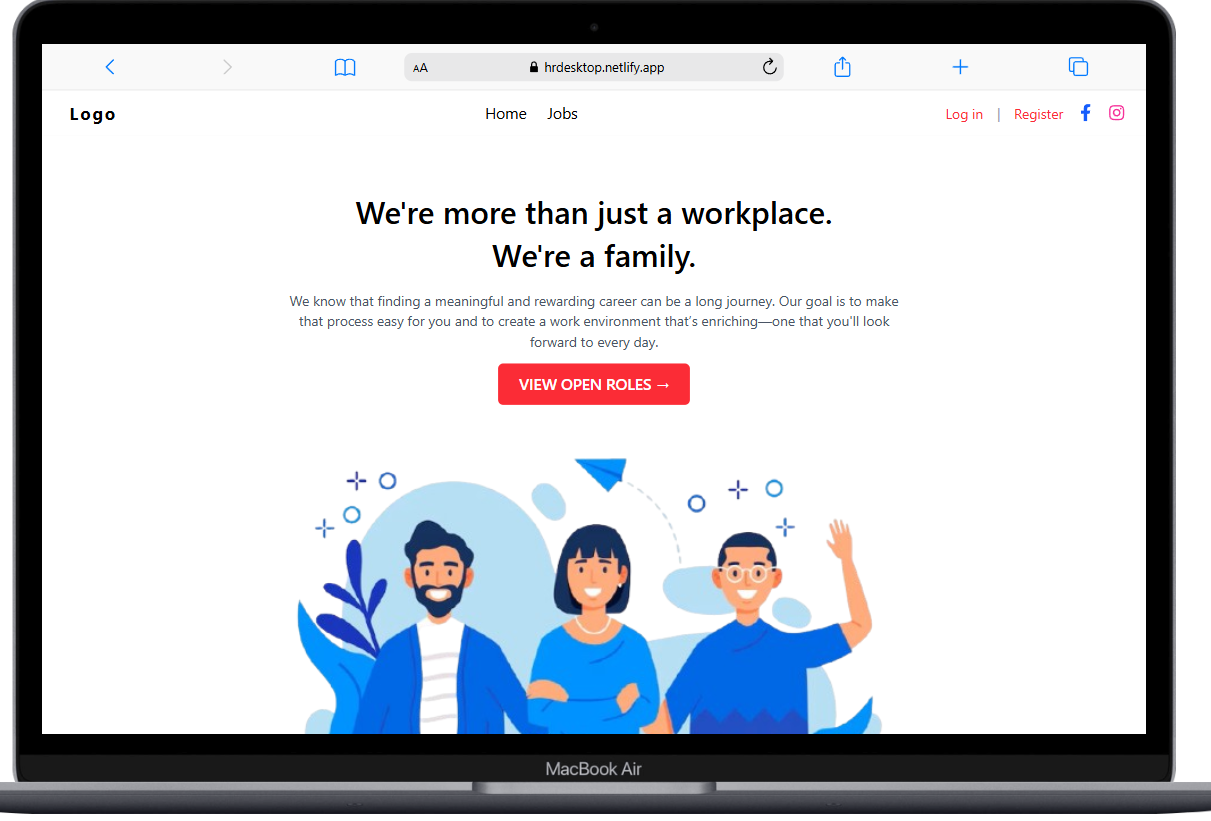 AA hrdesktop.netlify.app
Logo Home Jobs Log in | Register
We're more than just a workplace.
We're a family.
We know that finding a meaningful and rewarding career can be a long journey. Our goal is to make
that process easy for you and to create a work environment that's enriching—one that you'll look
forward to every day.
VIEW OPEN ROLES →
MacBook Air